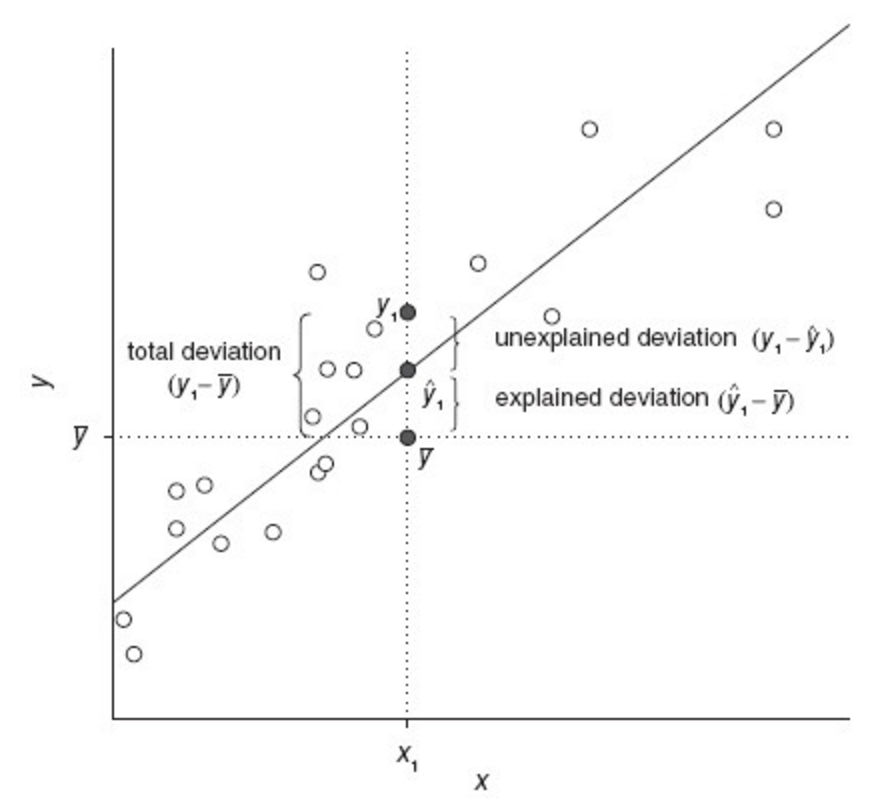 y₁
total deviation
(y₁– y̅)
unexplained deviation (y₁– ŷ₁)
ŷ₁
explained deviation (ŷ₁– y̅)
y
y̅
y̅
x₁
x